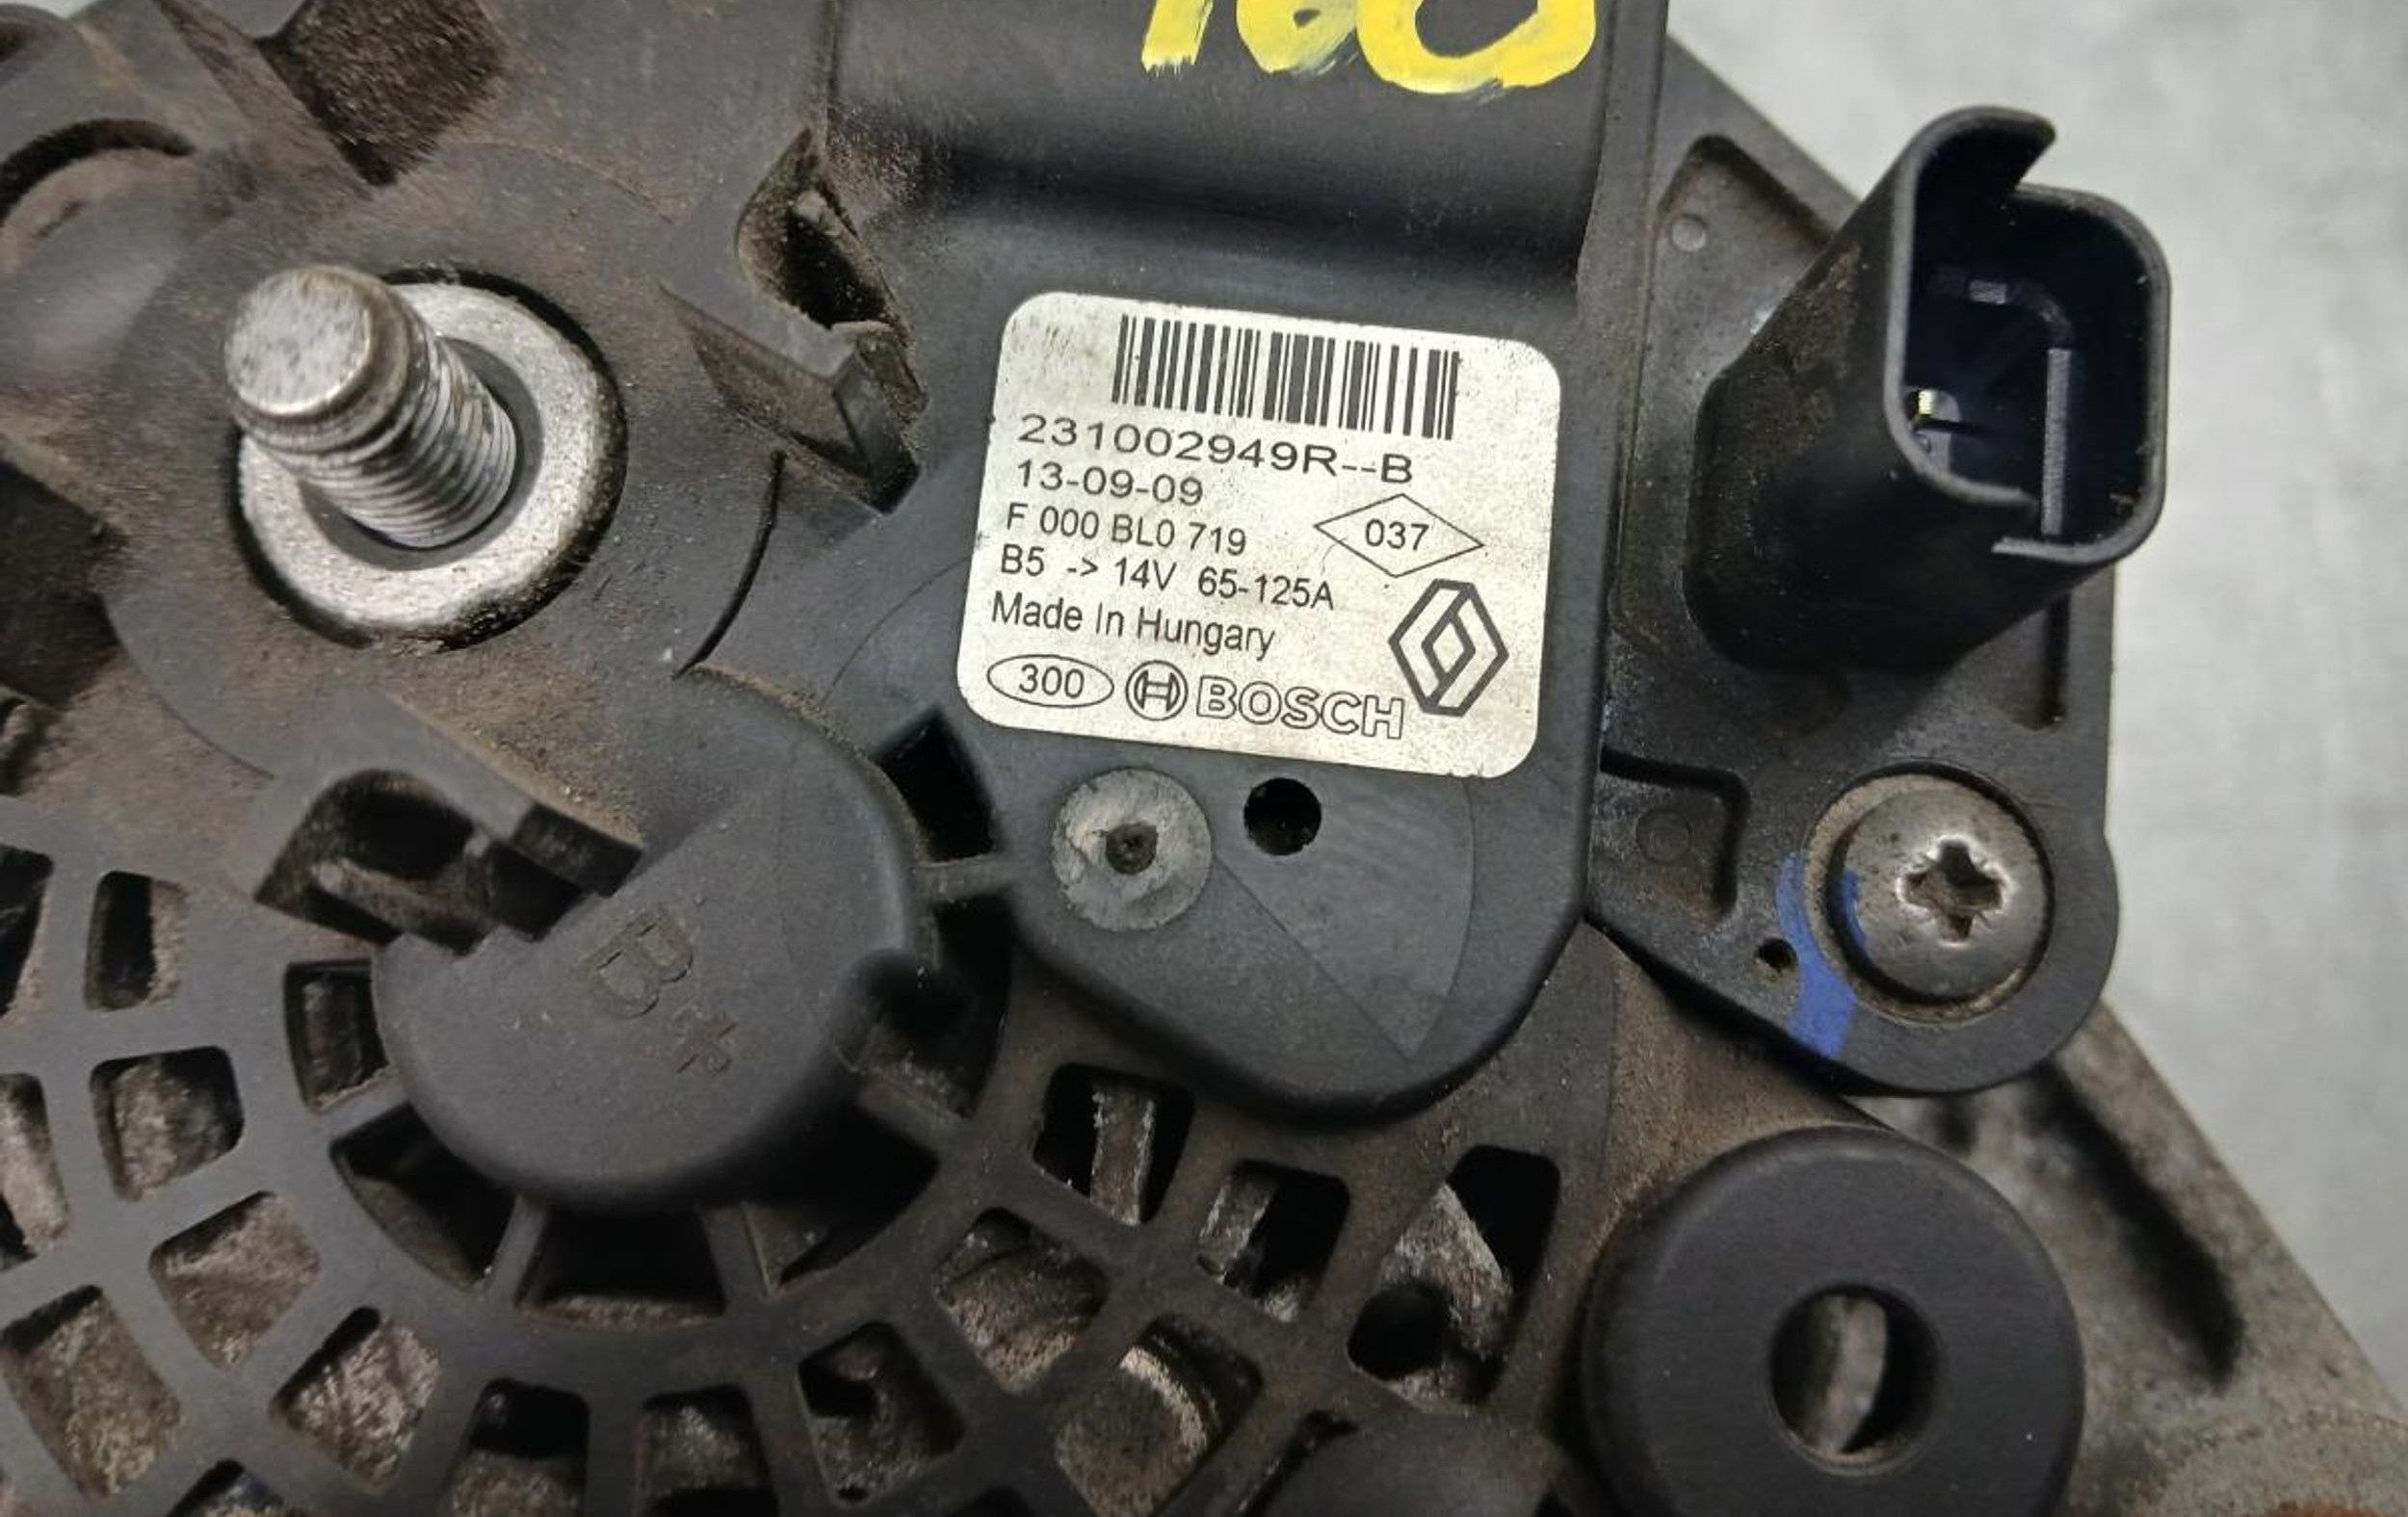 231002949R--B
13-09-09
F 000 BL0 719
037
B5 -> 14V 65-125A
Made In Hungary
300 BOSCH
B+